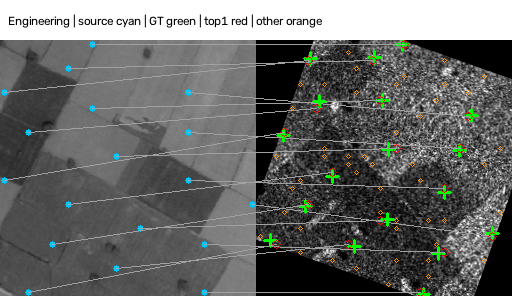 Engineering | source cyan | GT green | top1 red | other orange